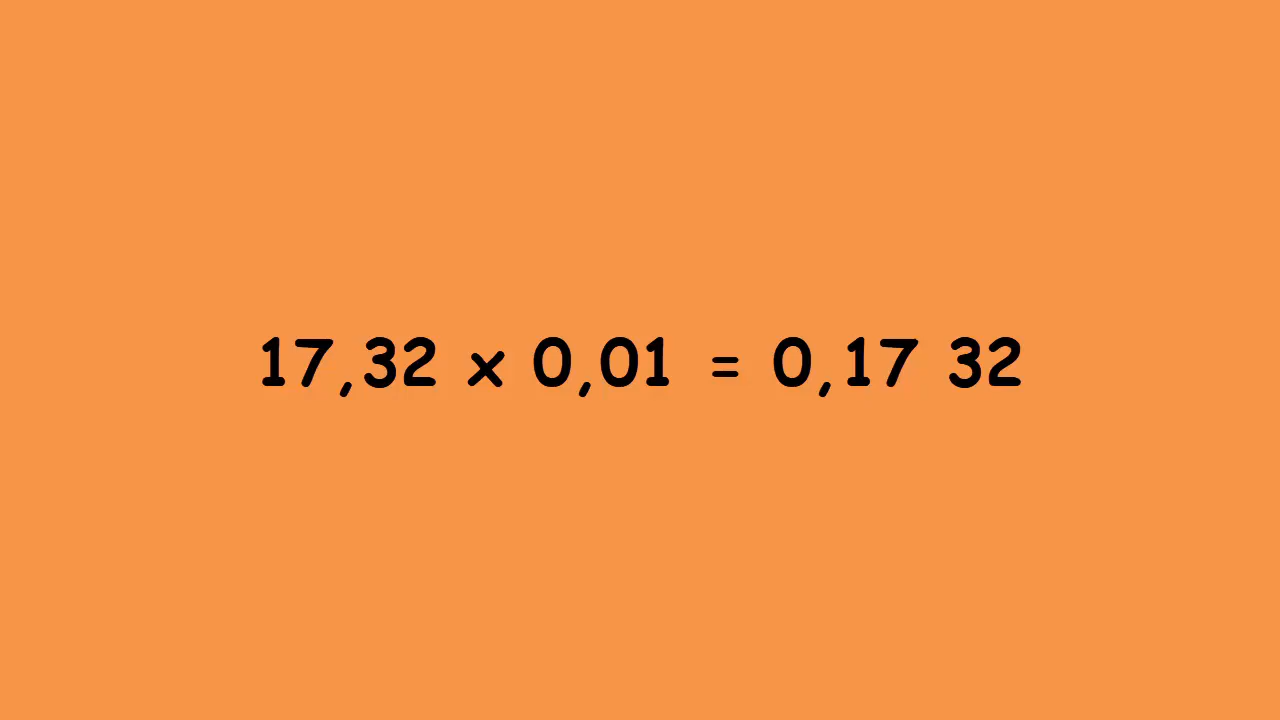 17,32 x 0,01 = 0,17 32